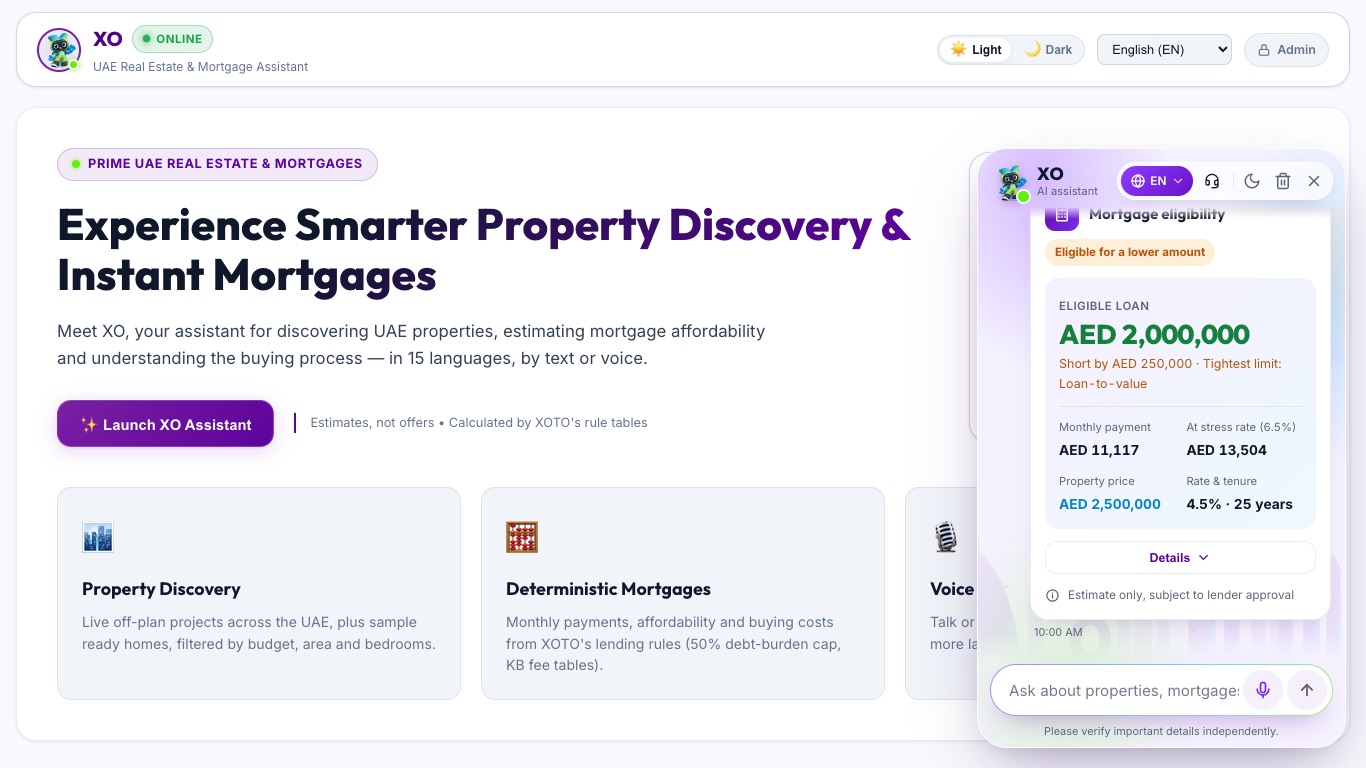 XO
ONLINE
UAE Real Estate & Mortgage Assistant
☀️ Light
🌙 Dark
English (EN)
Admin
PRIME UAE REAL ESTATE & MORTGAGES
Experience Smarter Property Discovery &
Instant Mortgages
Meet XO, your assistant for discovering UAE properties, estimating mortgage affordability
and understanding the buying process — in 15 languages, by text or voice.
✨ Launch XO Assistant
Estimates, not offers • Calculated by XOTO's rule tables
Property Discovery
Live off-plan projects across the UAE, plus sample
ready homes, filtered by budget, area and bedrooms.
Deterministic Mortgages
Monthly payments, affordability and buying costs
from XOTO's lending rules (50% debt-burden cap,
KB fee tables).
Voice
Talk or
more la
XO
AI assistant
EN
Mortgage eligibility
Eligible for a lower amount
ELIGIBLE LOAN
AED 2,000,000
Short by AED 250,000 · Tightest limit:
Loan-to-value
Monthly payment
AED 11,117
At stress rate (6.5%)
AED 13,504
Property price
AED 2,500,000
Rate & tenure
4.5% · 25 years
Details
Estimate only, subject to lender approval
10:00 AM
Ask about properties, mortgages
Please verify important details independently.